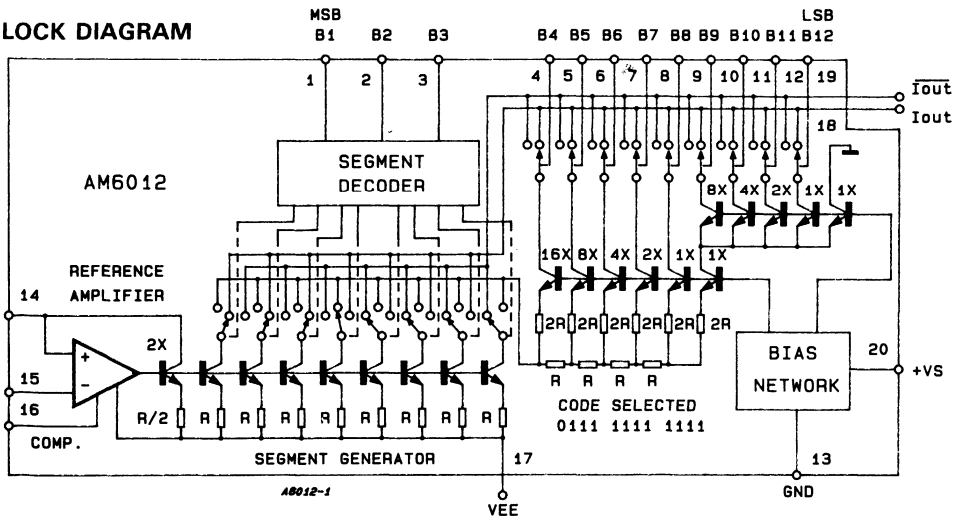 LOCK DIAGRAM
MSB LSB
B1 B2 B3 B4 B5 B6 B7 B8 B9 B10 B11 B12
1 2 3 4 5 6 7 8 9 10 11 12 19
Iout
Iout
18
SEGMENT
DECODER
AM6012
8X 4X 2X 1X 1X
16X 8X 4X 2X 1X 1X
REFERENCE
AMPLIFIER
14
2R 2R 2R 2R 2R 2R
2X
+
-
BIAS
NETWORK
20
+VS
15
R R R R
16
CODE SELECTED
0111 1111 1111
R/2 R R R R R R R R
COMP.
SEGMENT GENERATOR
17
13
A6012-1
GND
VEE